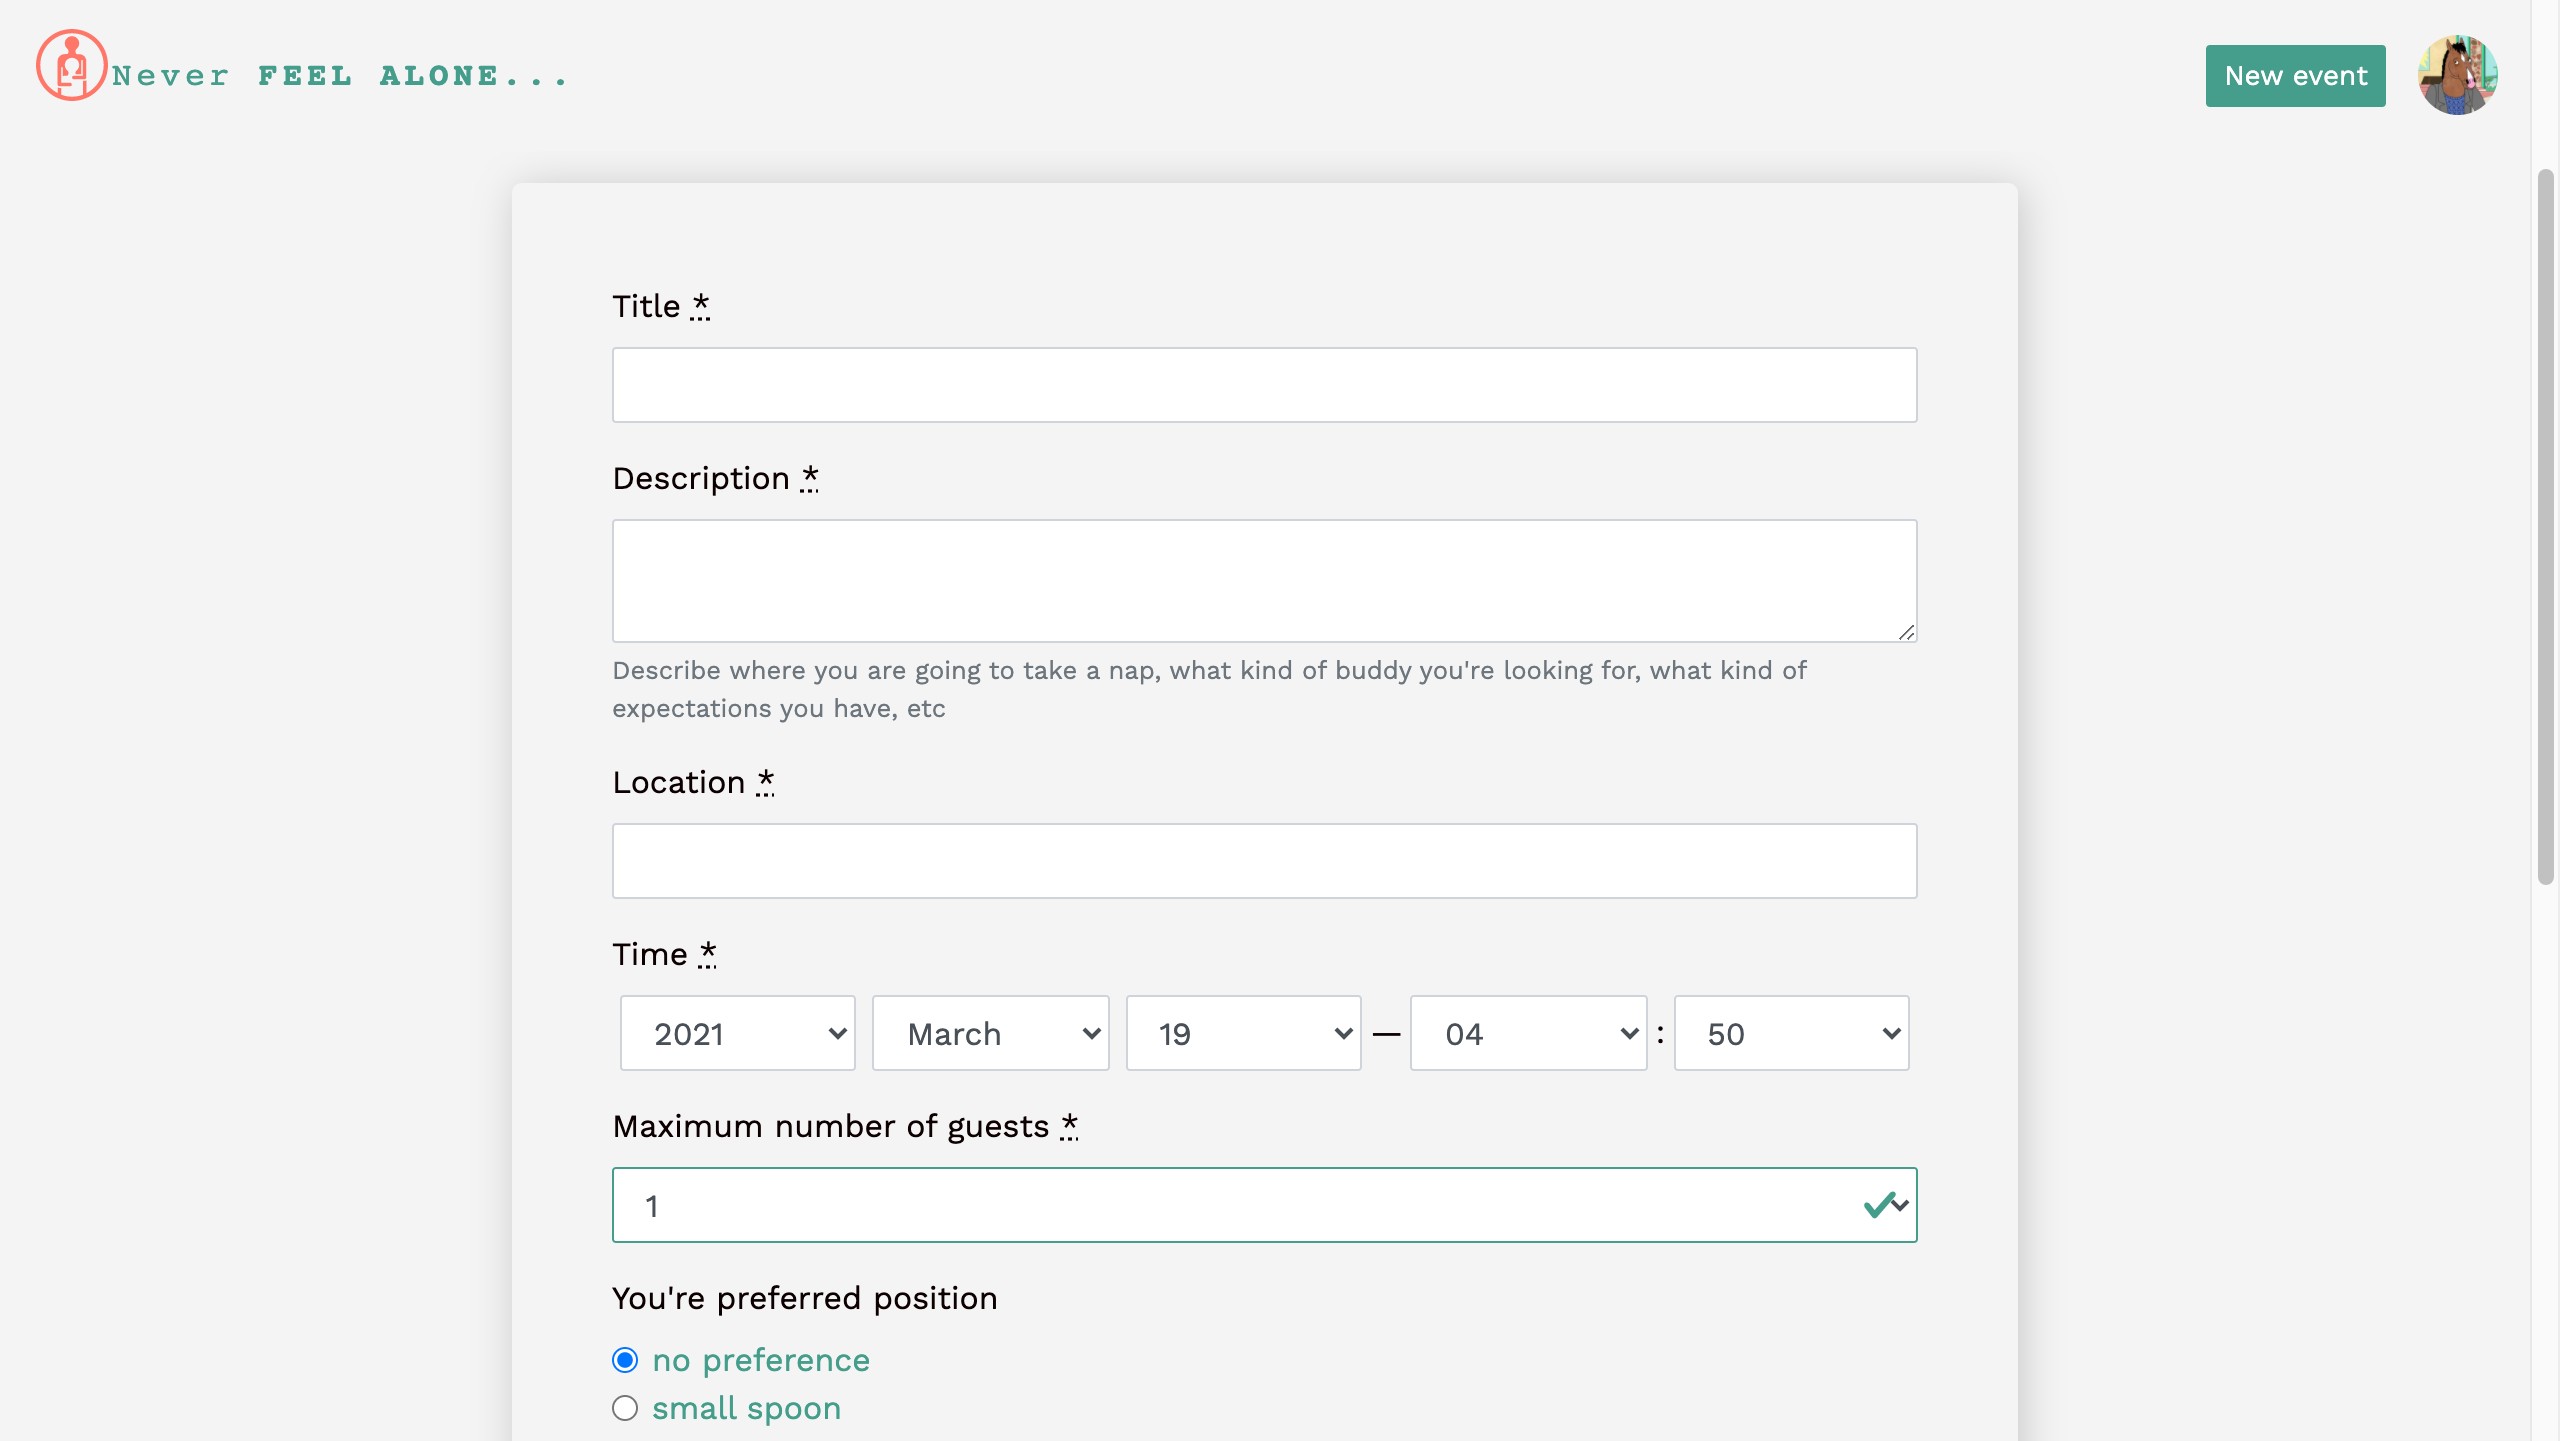 Never FEEL ALONE...
New event
Title *
Description *
Describe where you are going to take a nap, what kind of buddy you're looking for, what kind of
expectations you have, etc
Location *
Time *
2021 March 19 — 04 : 50
Maximum number of guests *
1
You're preferred position
no preference
small spoon